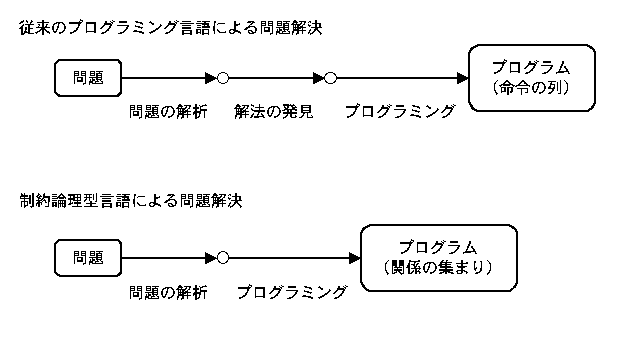 従来のプログラミング言語による問題解決
問題
プログラム
（命令の列）
問題の解析
解法の発見
プログラミング
制約論理型言語による問題解決
問題
プログラム
（関係の集まり）
問題の解析
プログラミング